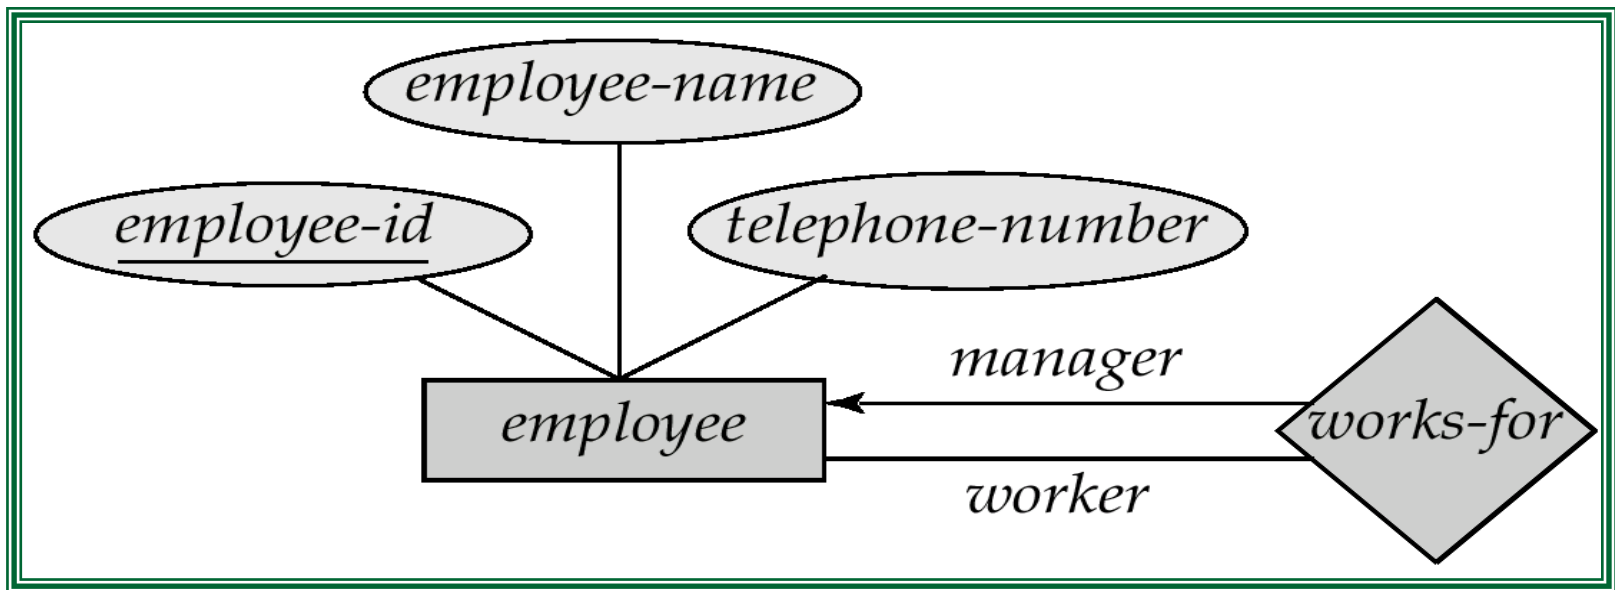 employee-name
employee-id
telephone-number
manager
employee
works-for
worker